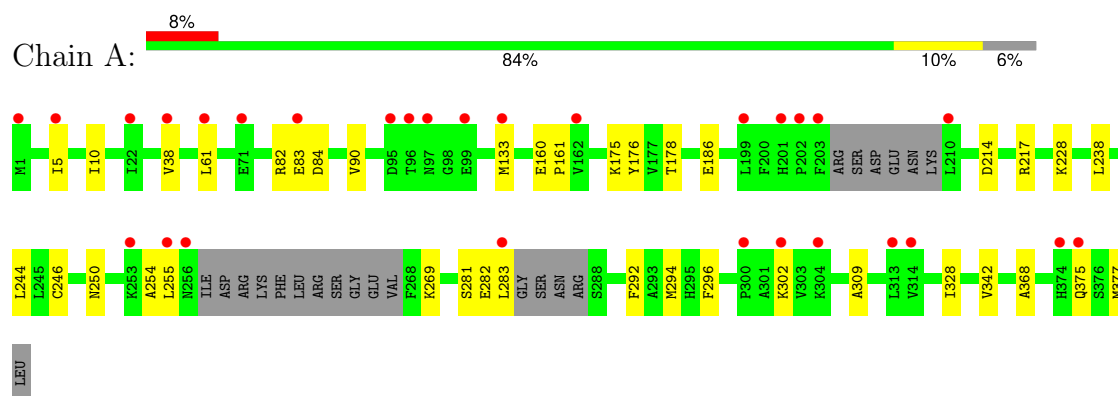 8%
Chain A:
84% 10% 6%
M1 I5 I10 I22 V38 L61 E71 R82 E83 D84 V90 D95 T96 N97 G98 E99 M133 E160 P161 V162 K175 Y176 V177 T178 E186 L199 F200 H201 P202 F203 ARG SER ASP GLU ASN LYS L210 D214 R217 K228 L238
L244 L245 C246 N250 K253 A254 L255 N256 ILE ASP ARG LYS PHE LEU ARG SER GLY GLU VAL F268 K269 S281 E282 L283 GLY SER ASN ARG S288 F292 A293 M294 H295 F296 P300 A301 K302 V303 K304 A309 L313 V314 I328 V342 A368 H374 Q375 S376 M377
LEU